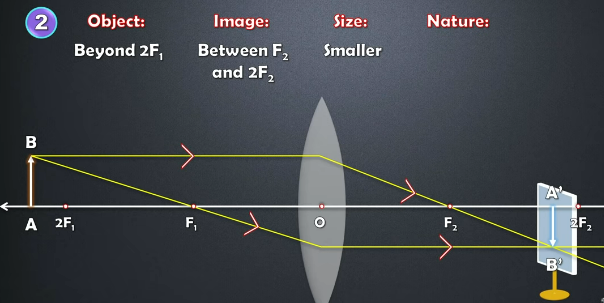 2
Object: Image: Size: Nature:
Beyond 2F₁ Between F₂ Smaller
and 2F₂
B
A 2F₁ F₁ O F₂ A' 2F₂
B'